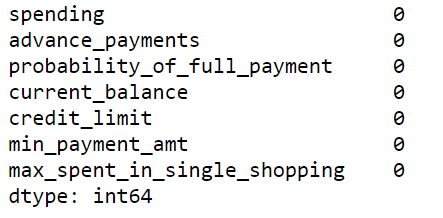 spending 0
advance_payments 0
probability_of_full_payment 0
current_balance 0
credit_limit 0
min_payment_amt 0
max_spent_in_single_shopping 0
dtype: int64